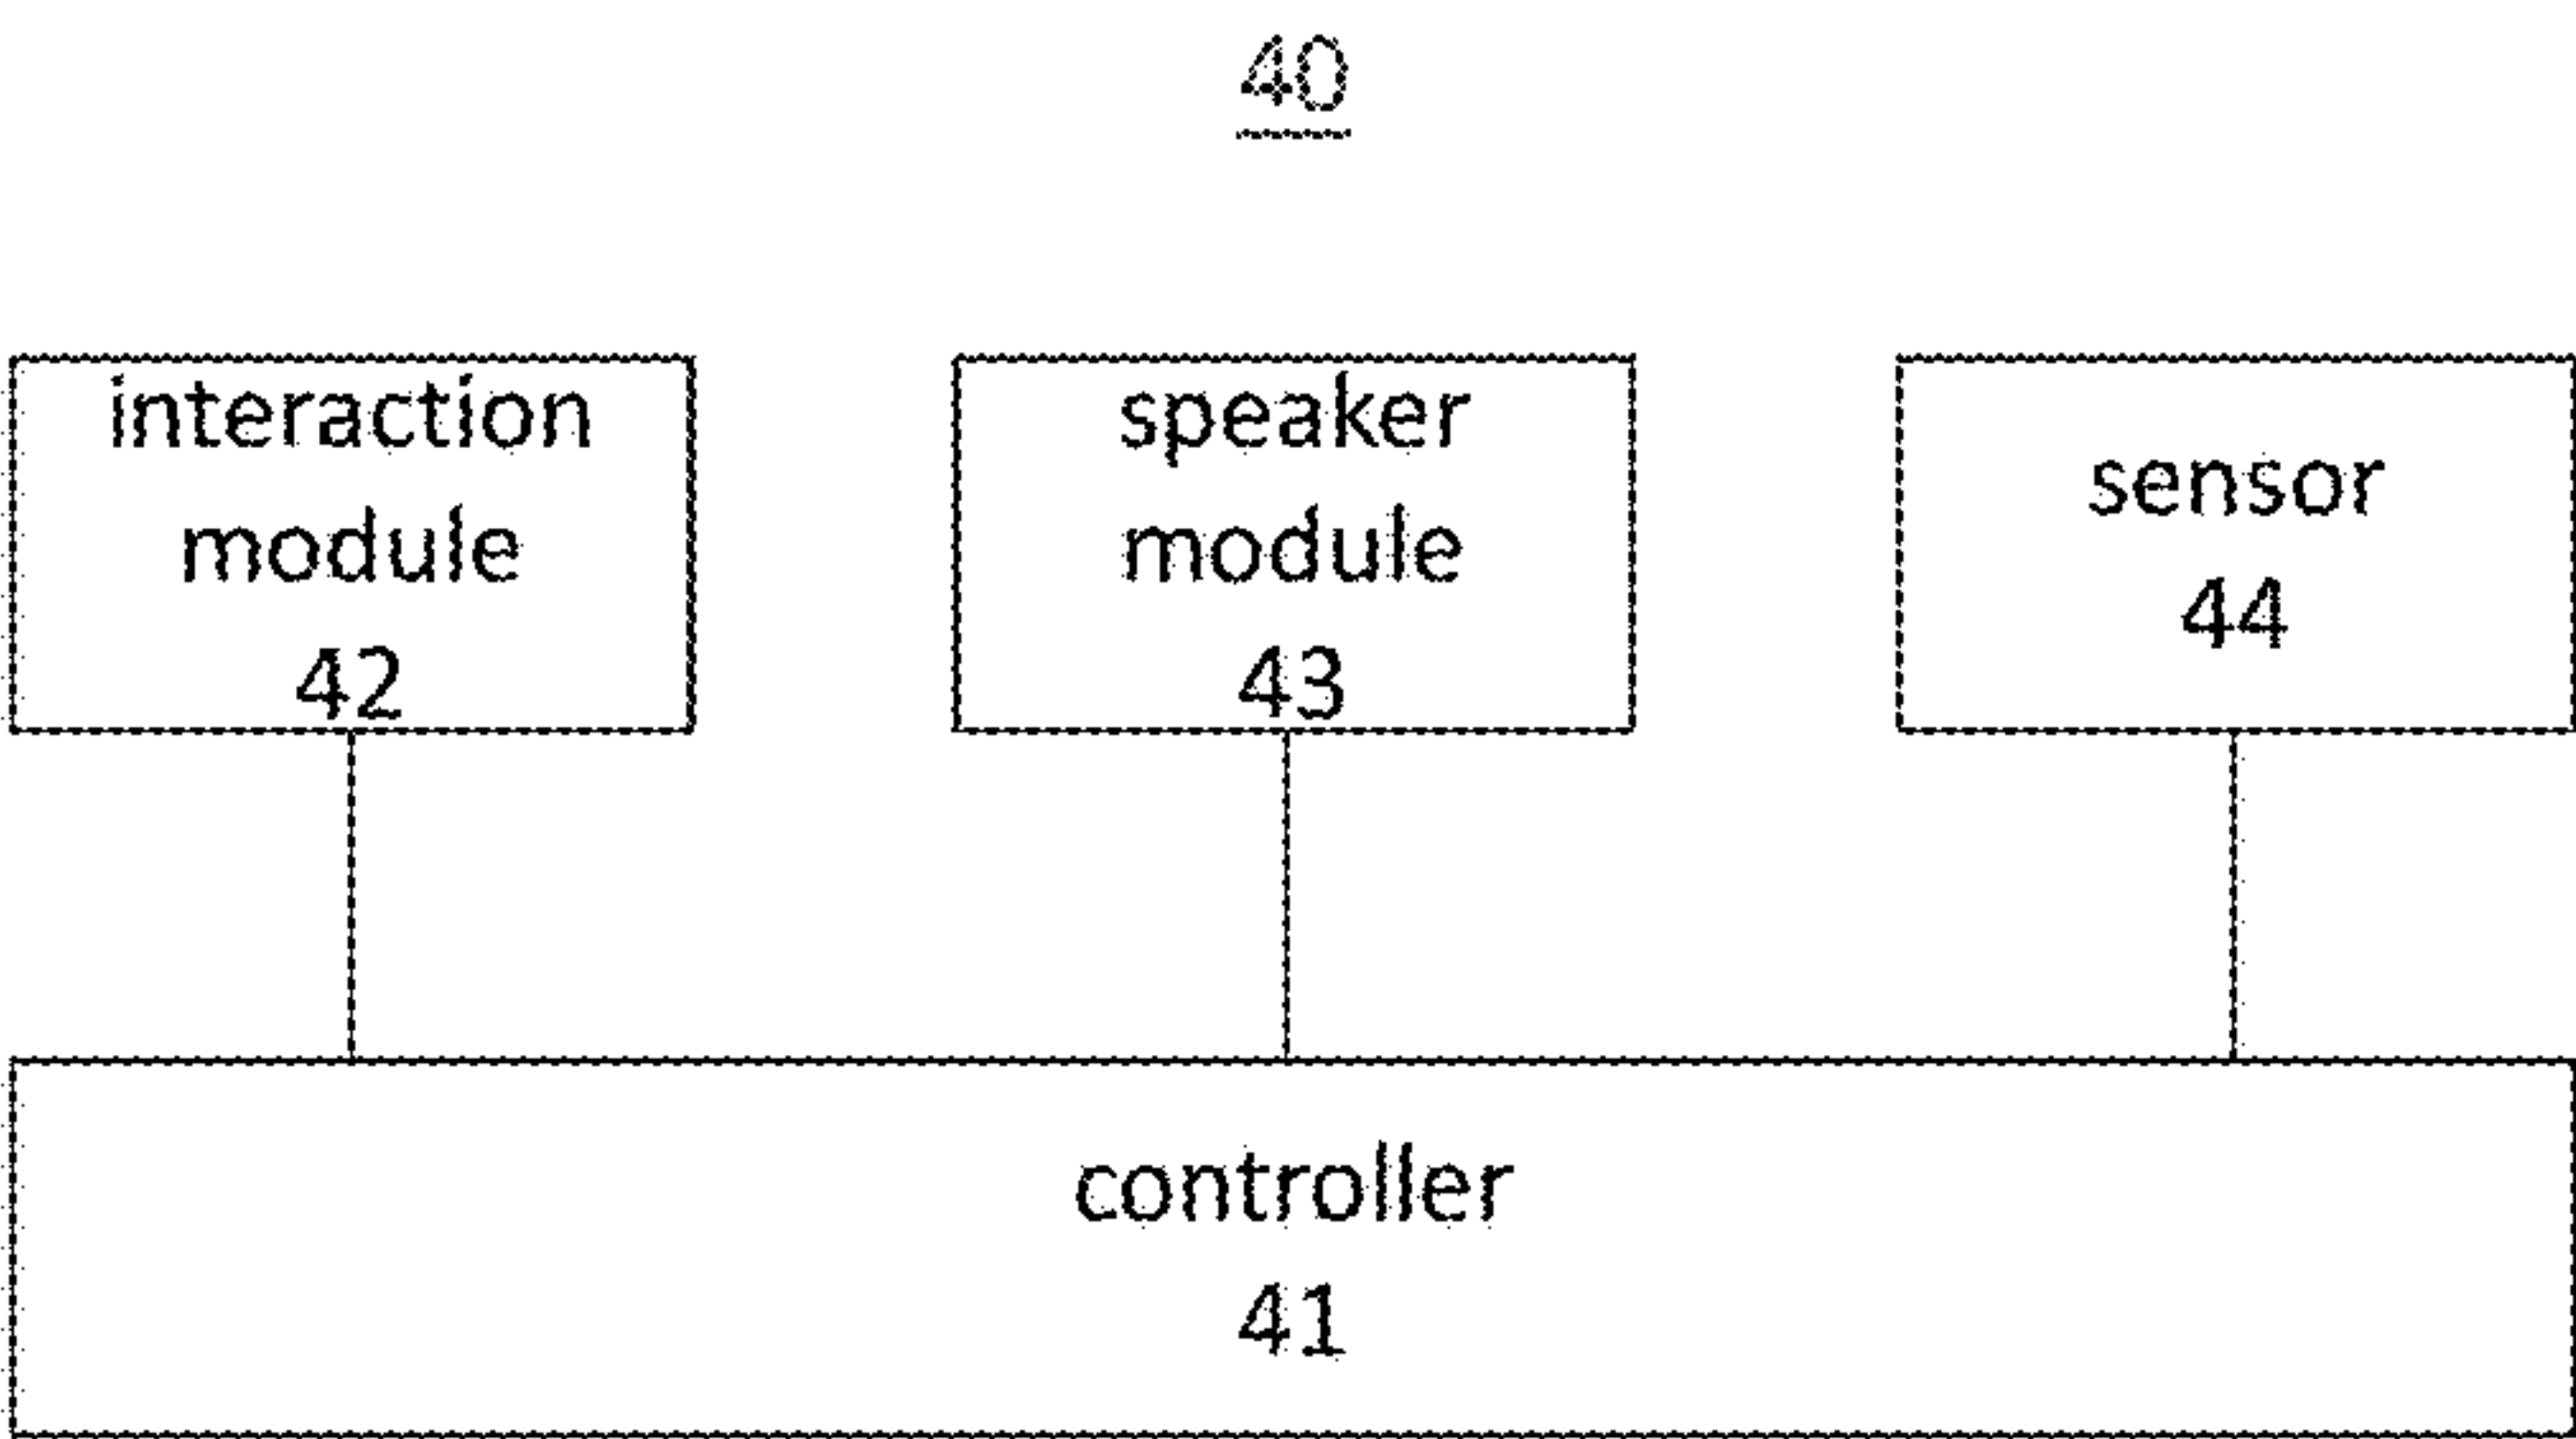 40
interaction
module
42
speaker
module
43
sensor
44
controller
41